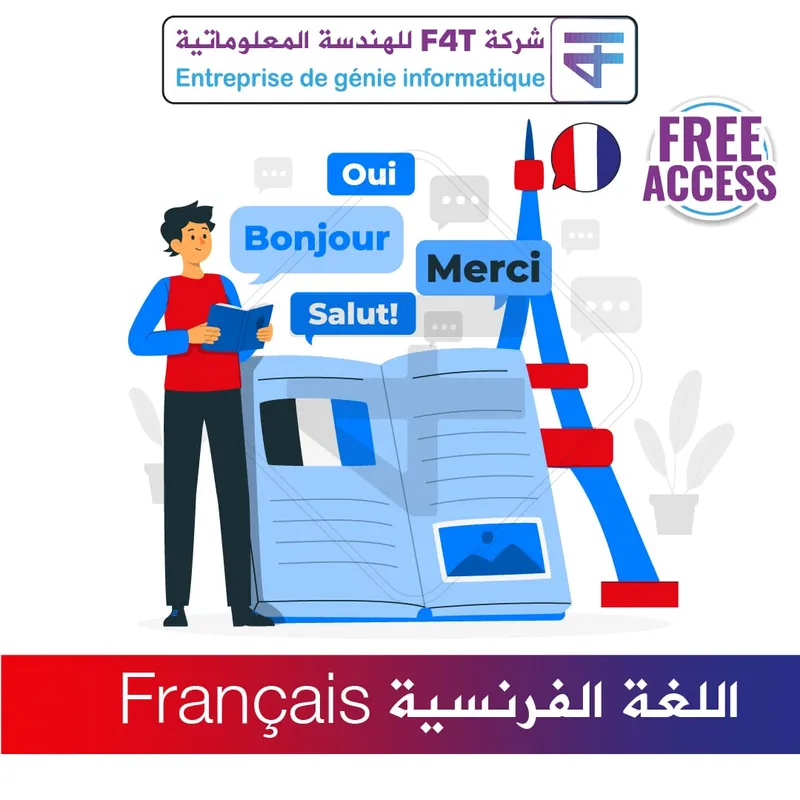 شركة F4T للهندسة المعلوماتية
Entreprise de génie informatique
FREE
ACCESS
Oui
Bonjour
Merci
Salut!
Français اللغة الفرنسية